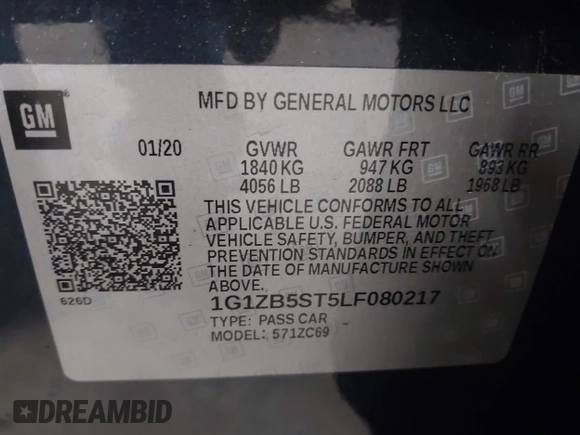 GM
MFD BY GENERAL MOTORS LLC
01/20 GVWR GAWR FRT GAWR RR
1840 KG 947 KG 893 KG
4056 LB 2088 LB 1968 LB
THIS VEHICLE CONFORMS TO ALL
APPLICABLE U.S. FEDERAL MOTOR
VEHICLE SAFETY, BUMPER, AND THEFT
PREVENTION STANDARDS IN EFFECT ON
THE DATE OF MANUFACTURE SHOWN
ABOVE.
626D
1G1ZB5ST5LF080217
TYPE: PASS CAR
MODEL: 571ZC69
DREAMBID